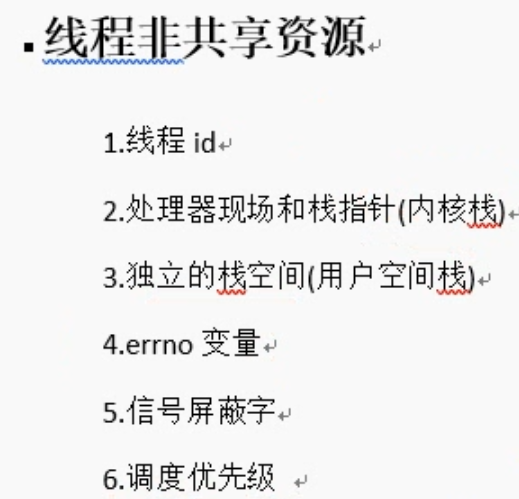 ▪线程非共享资源
1.线程 id
2.处理器现场和栈指针(内核栈)
3.独立的栈空间(用户空间栈)
4.errno 变量
5.信号屏蔽字
6.调度优先级